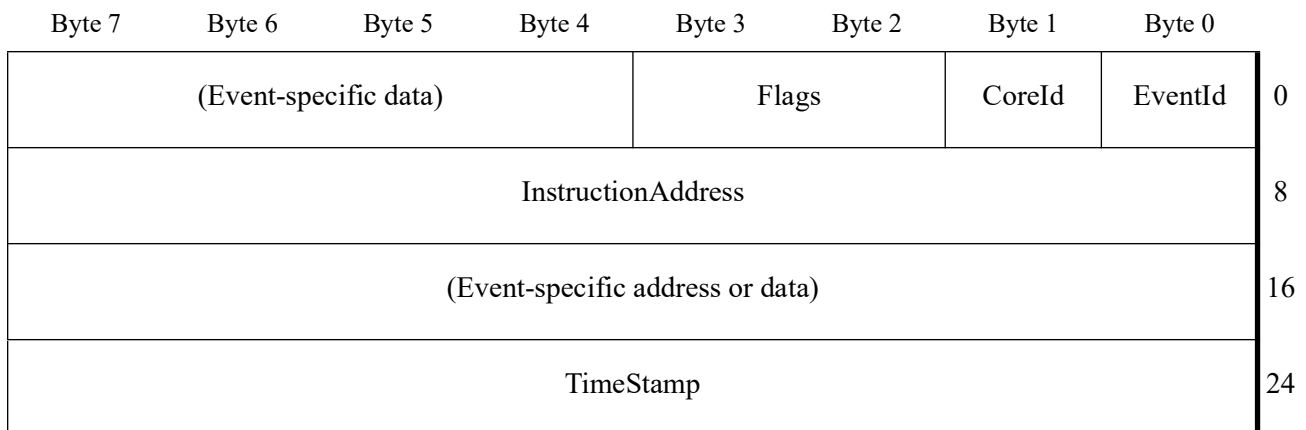 Byte 7 Byte 6 Byte 5 Byte 4 Byte 3 Byte 2 Byte 1 Byte 0
(Event-specific data) Flags CoreId EventId 0
InstructionAddress 8
(Event-specific address or data) 16
TimeStamp 24